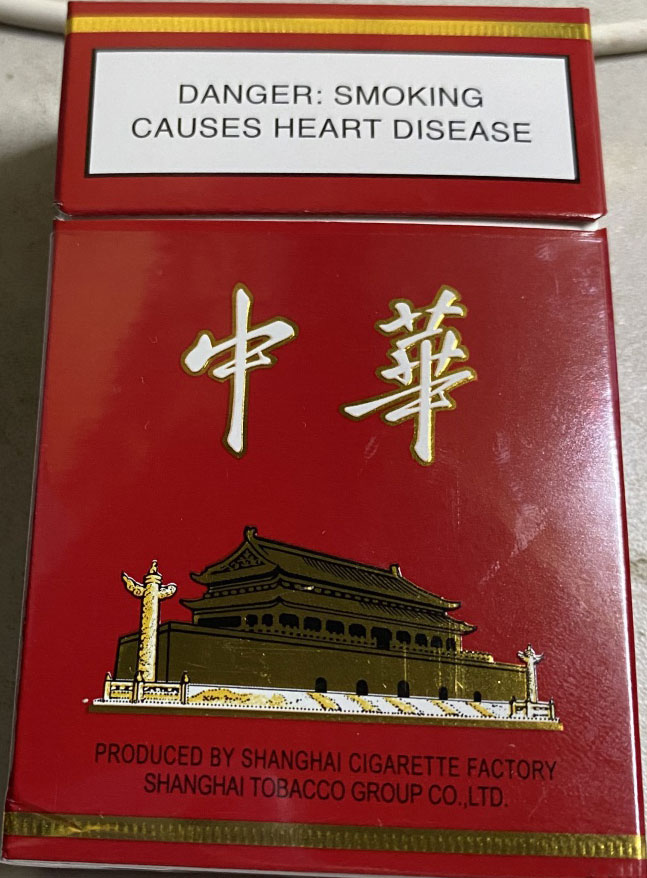 DANGER: SMOKING
CAUSES HEART DISEASE
中華
PRODUCED BY SHANGHAI CIGARETTE FACTORY
SHANGHAI TOBACCO GROUP CO.,LTD.